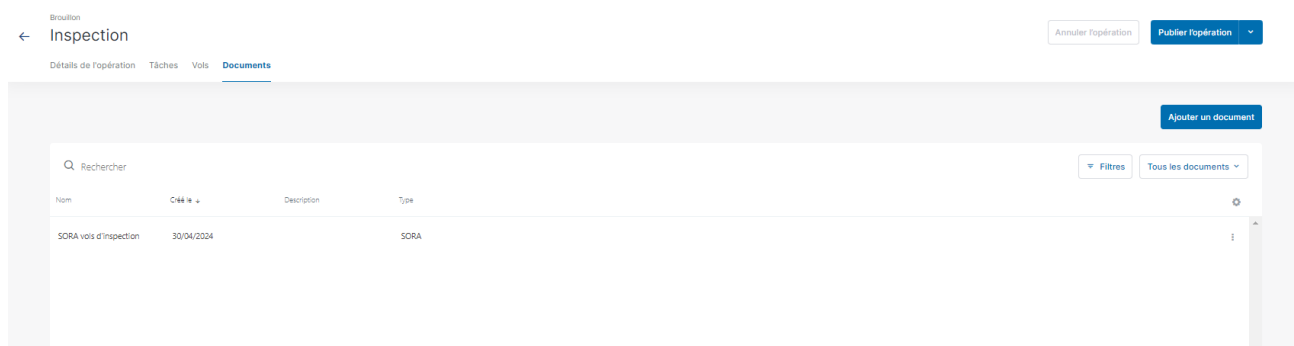 Brouillon
Inspection
Annuler l'opération
Publier l'opération
Détails de l'opération Tâches Vols Documents
Ajouter un document
Rechercher
Filtres
Tous les documents
Nom Créé le Description Type
SORA vols d'inspection 30/04/2024 SORA